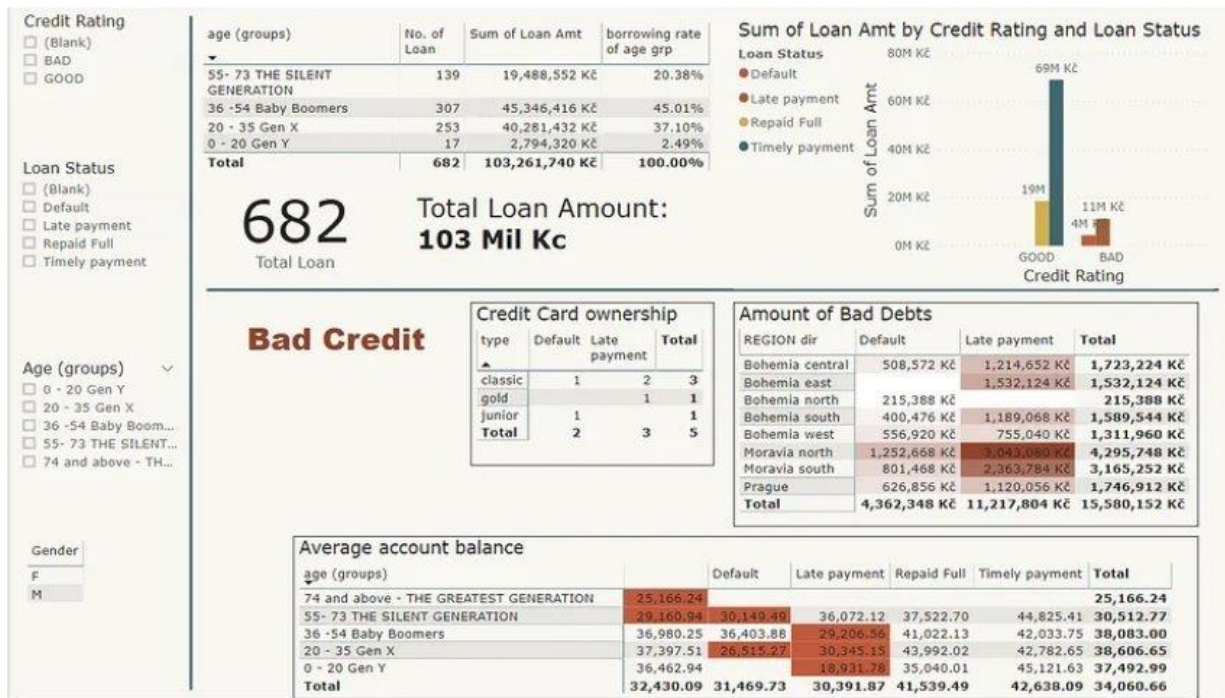 Credit Rating
(Blank)
BAD
GOOD
Loan Status
(Blank)
Default
Late payment
Repaid Full
Timely payment
Age (groups)
0 - 20 Gen Y
20 - 35 Gen X
36 -54 Baby Boom...
55- 73 THE SILENT...
74 and above - TH...
Gender
F
M
age (groups) No. of Loan Sum of Loan Amt borrowing rate of age grp
55- 73 THE SILENT GENERATION 139 19,488,552 Kč 20.38%
36 -54 Baby Boomers 307 45,346,416 Kč 45.01%
20 - 35 Gen X 253 40,281,432 Kč 37.10%
0 - 20 Gen Y 17 2,794,320 Kč 2.49%
Total 682 103,261,740 Kč 100.00%
682
Total Loan
Total Loan Amount:
103 Mil Kc
Sum of Loan Amt by Credit Rating and Loan Status
Loan Status
Default
Late payment
Repaid Full
Timely payment
Sum of Loan Amt
80M Kč
60M Kč
40M Kč
20M Kč
0M Kč
69M Kč
19M
11M Kč
4M
GOOD BAD
Credit Rating
Bad Credit
Credit Card ownership
type Default Late payment Total
classic 1 2 3
gold 1 1
junior 1 1
Total 2 3 5
Amount of Bad Debts
REGION dir Default Late payment Total
Bohemia central 508,572 Kč 1,214,652 Kč 1,723,224 Kč
Bohemia east 1,532,124 Kč 1,532,124 Kč
Bohemia north 215,388 Kč 215,388 Kč
Bohemia south 400,476 Kč 1,189,068 Kč 1,589,544 Kč
Bohemia west 556,920 Kč 755,040 Kč 1,311,960 Kč
Moravia north 1,252,668 Kč 3,043,080 Kč 4,295,748 Kč
Moravia south 801,468 Kč 2,363,784 Kč 3,165,252 Kč
Prague 626,856 Kč 1,120,056 Kč 1,746,912 Kč
Total 4,362,348 Kč 11,217,804 Kč 15,580,152 Kč
Average account balance
age (groups) Default Late payment Repaid Full Timely payment Total
74 and above - THE GREATEST GENERATION 25,166.24 25,166.24
55- 73 THE SILENT GENERATION 29,160.94 30,149.49 36,072.12 37,522.70 44,825.41 30,512.77
36 -54 Baby Boomers 36,980.25 36,403.88 29,206.56 41,022.13 42,033.75 38,083.00
20 - 35 Gen X 37,397.51 26,515.27 30,345.15 43,992.02 42,782.65 38,606.65
0 - 20 Gen Y 36,462.94 18,931.78 35,040.01 45,121.63 37,492.99
Total 32,430.09 31,469.73 30,391.87 41,539.49 42,638.09 34,060.66